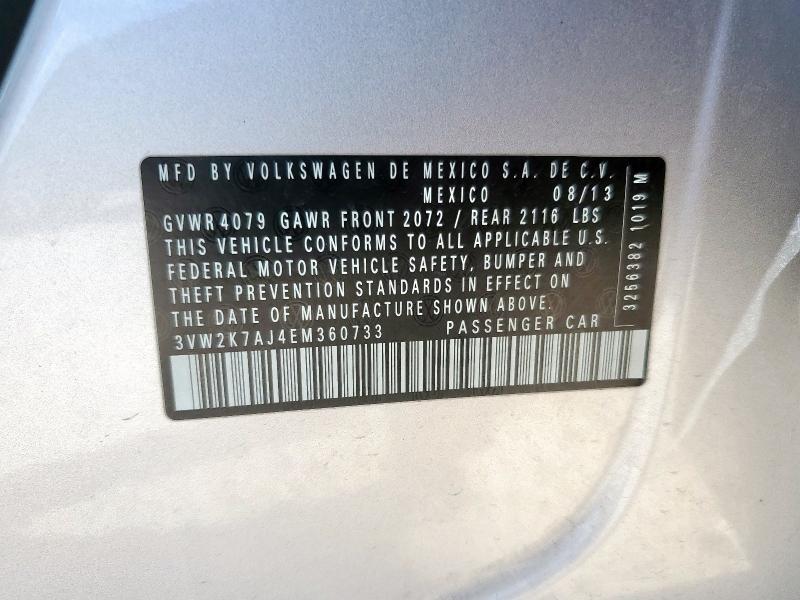 MFD BY VOLKSWAGEN DE MEXICO S.A. DE C.V.
MEXICO 08/13
GVWR 4079 GAWR FRONT 2072 / REAR 2116 LBS
THIS VEHICLE CONFORMS TO ALL APPLICABLE U.S.
FEDERAL MOTOR VEHICLE SAFETY, BUMPER AND
THEFT PREVENTION STANDARDS IN EFFECT ON
THE DATE OF MANUFACTURE SHOWN ABOVE.
3VW2K7AJ4EM360733 PASSENGER CAR
3256382 1019 M